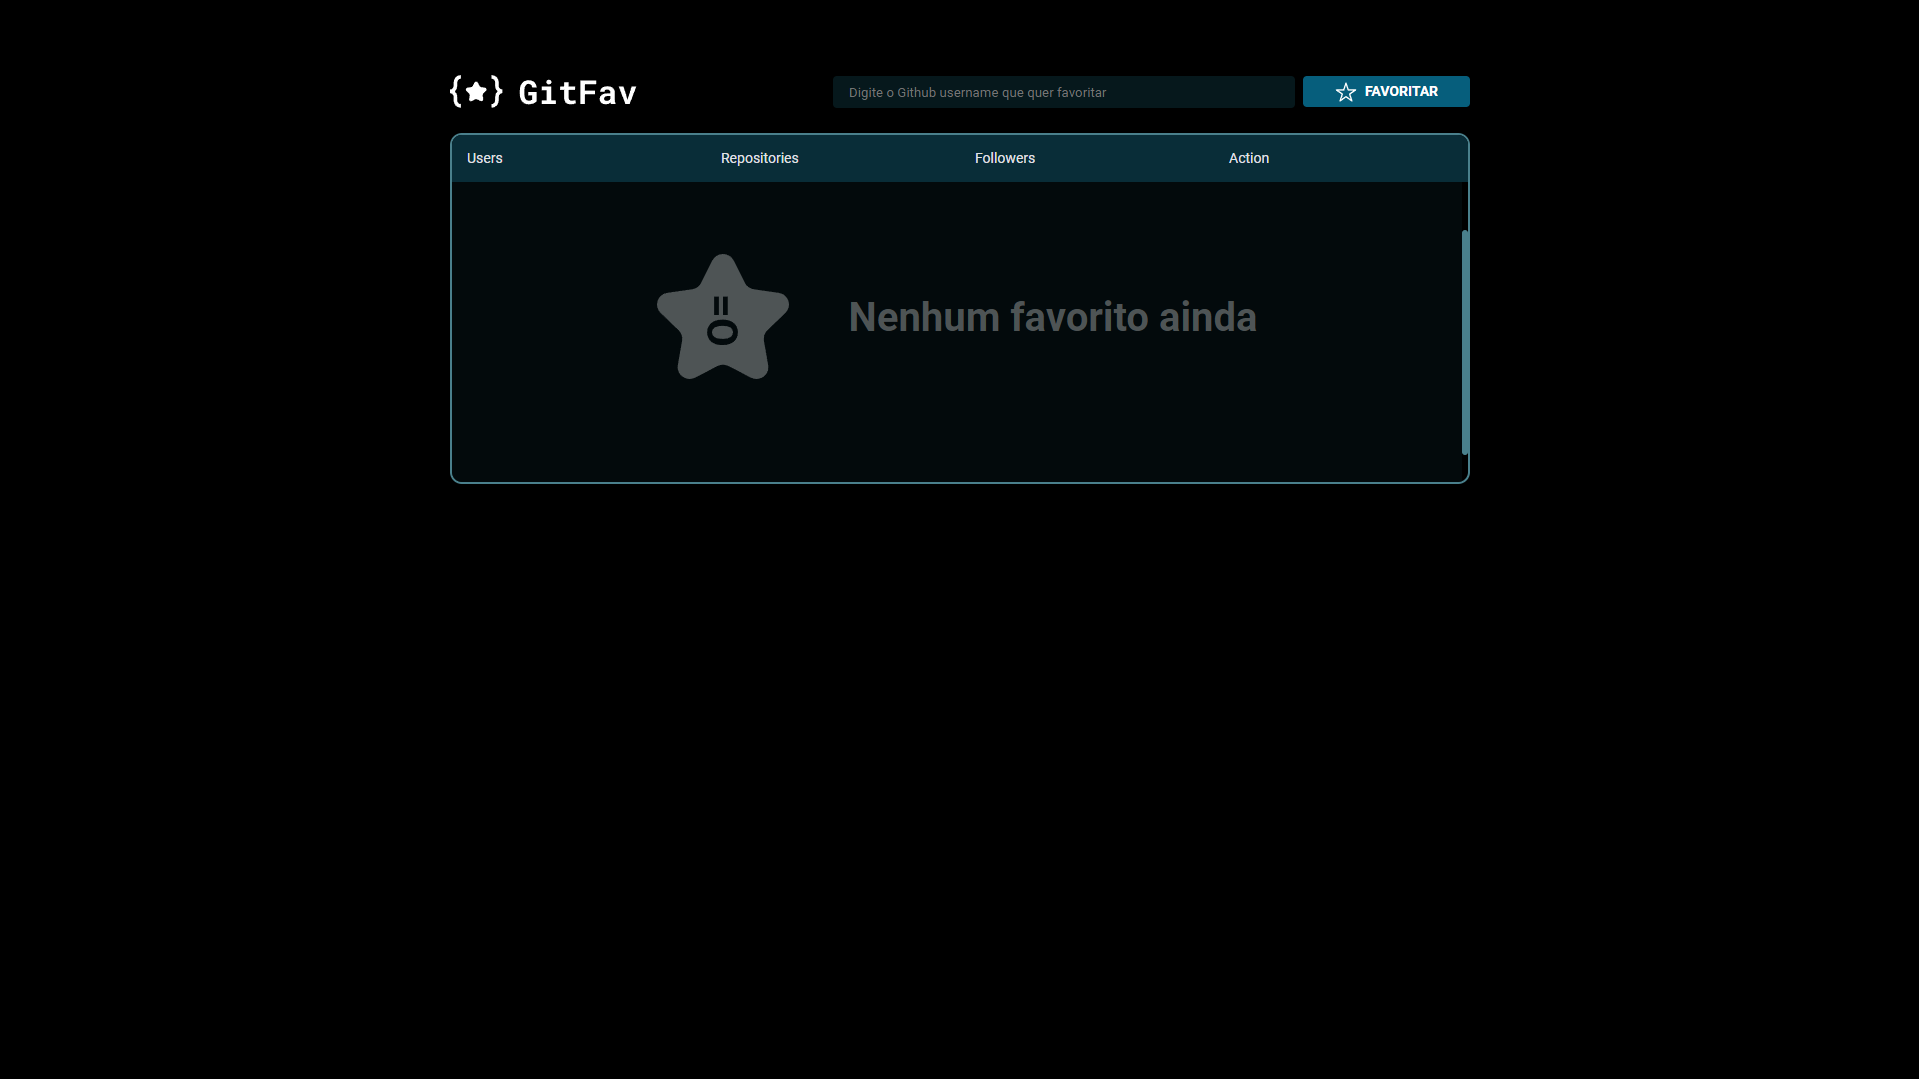 GitFav
Digite o Github username que quer favoritar
FAVORITAR
Users Repositories Followers Action
Nenhum favorito ainda